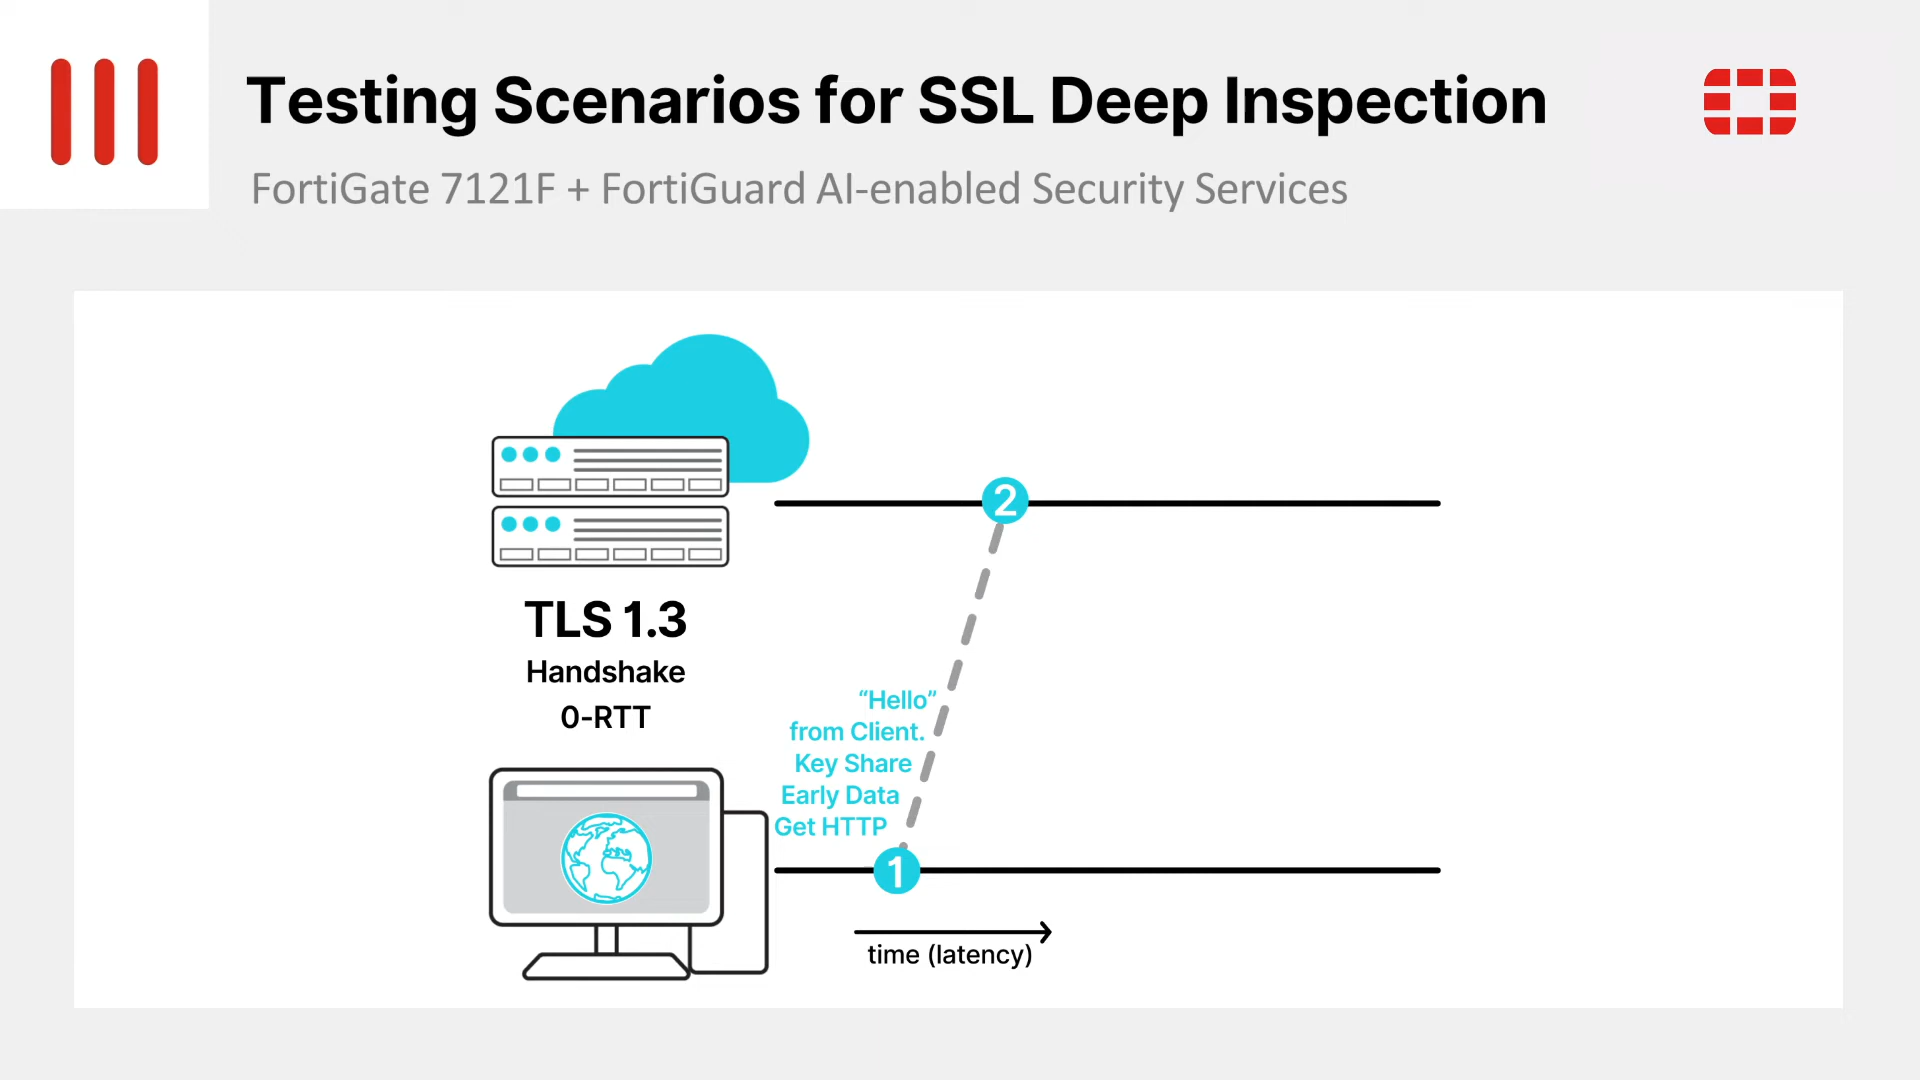 Testing Scenarios for SSL Deep Inspection
FortiGate 7121F + FortiGuard AI-enabled Security Services
2
TLS 1.3
Handshake
0-RTT
“Hello”
from Client.
Key Share
Early Data
Get HTTP
1
time (latency)